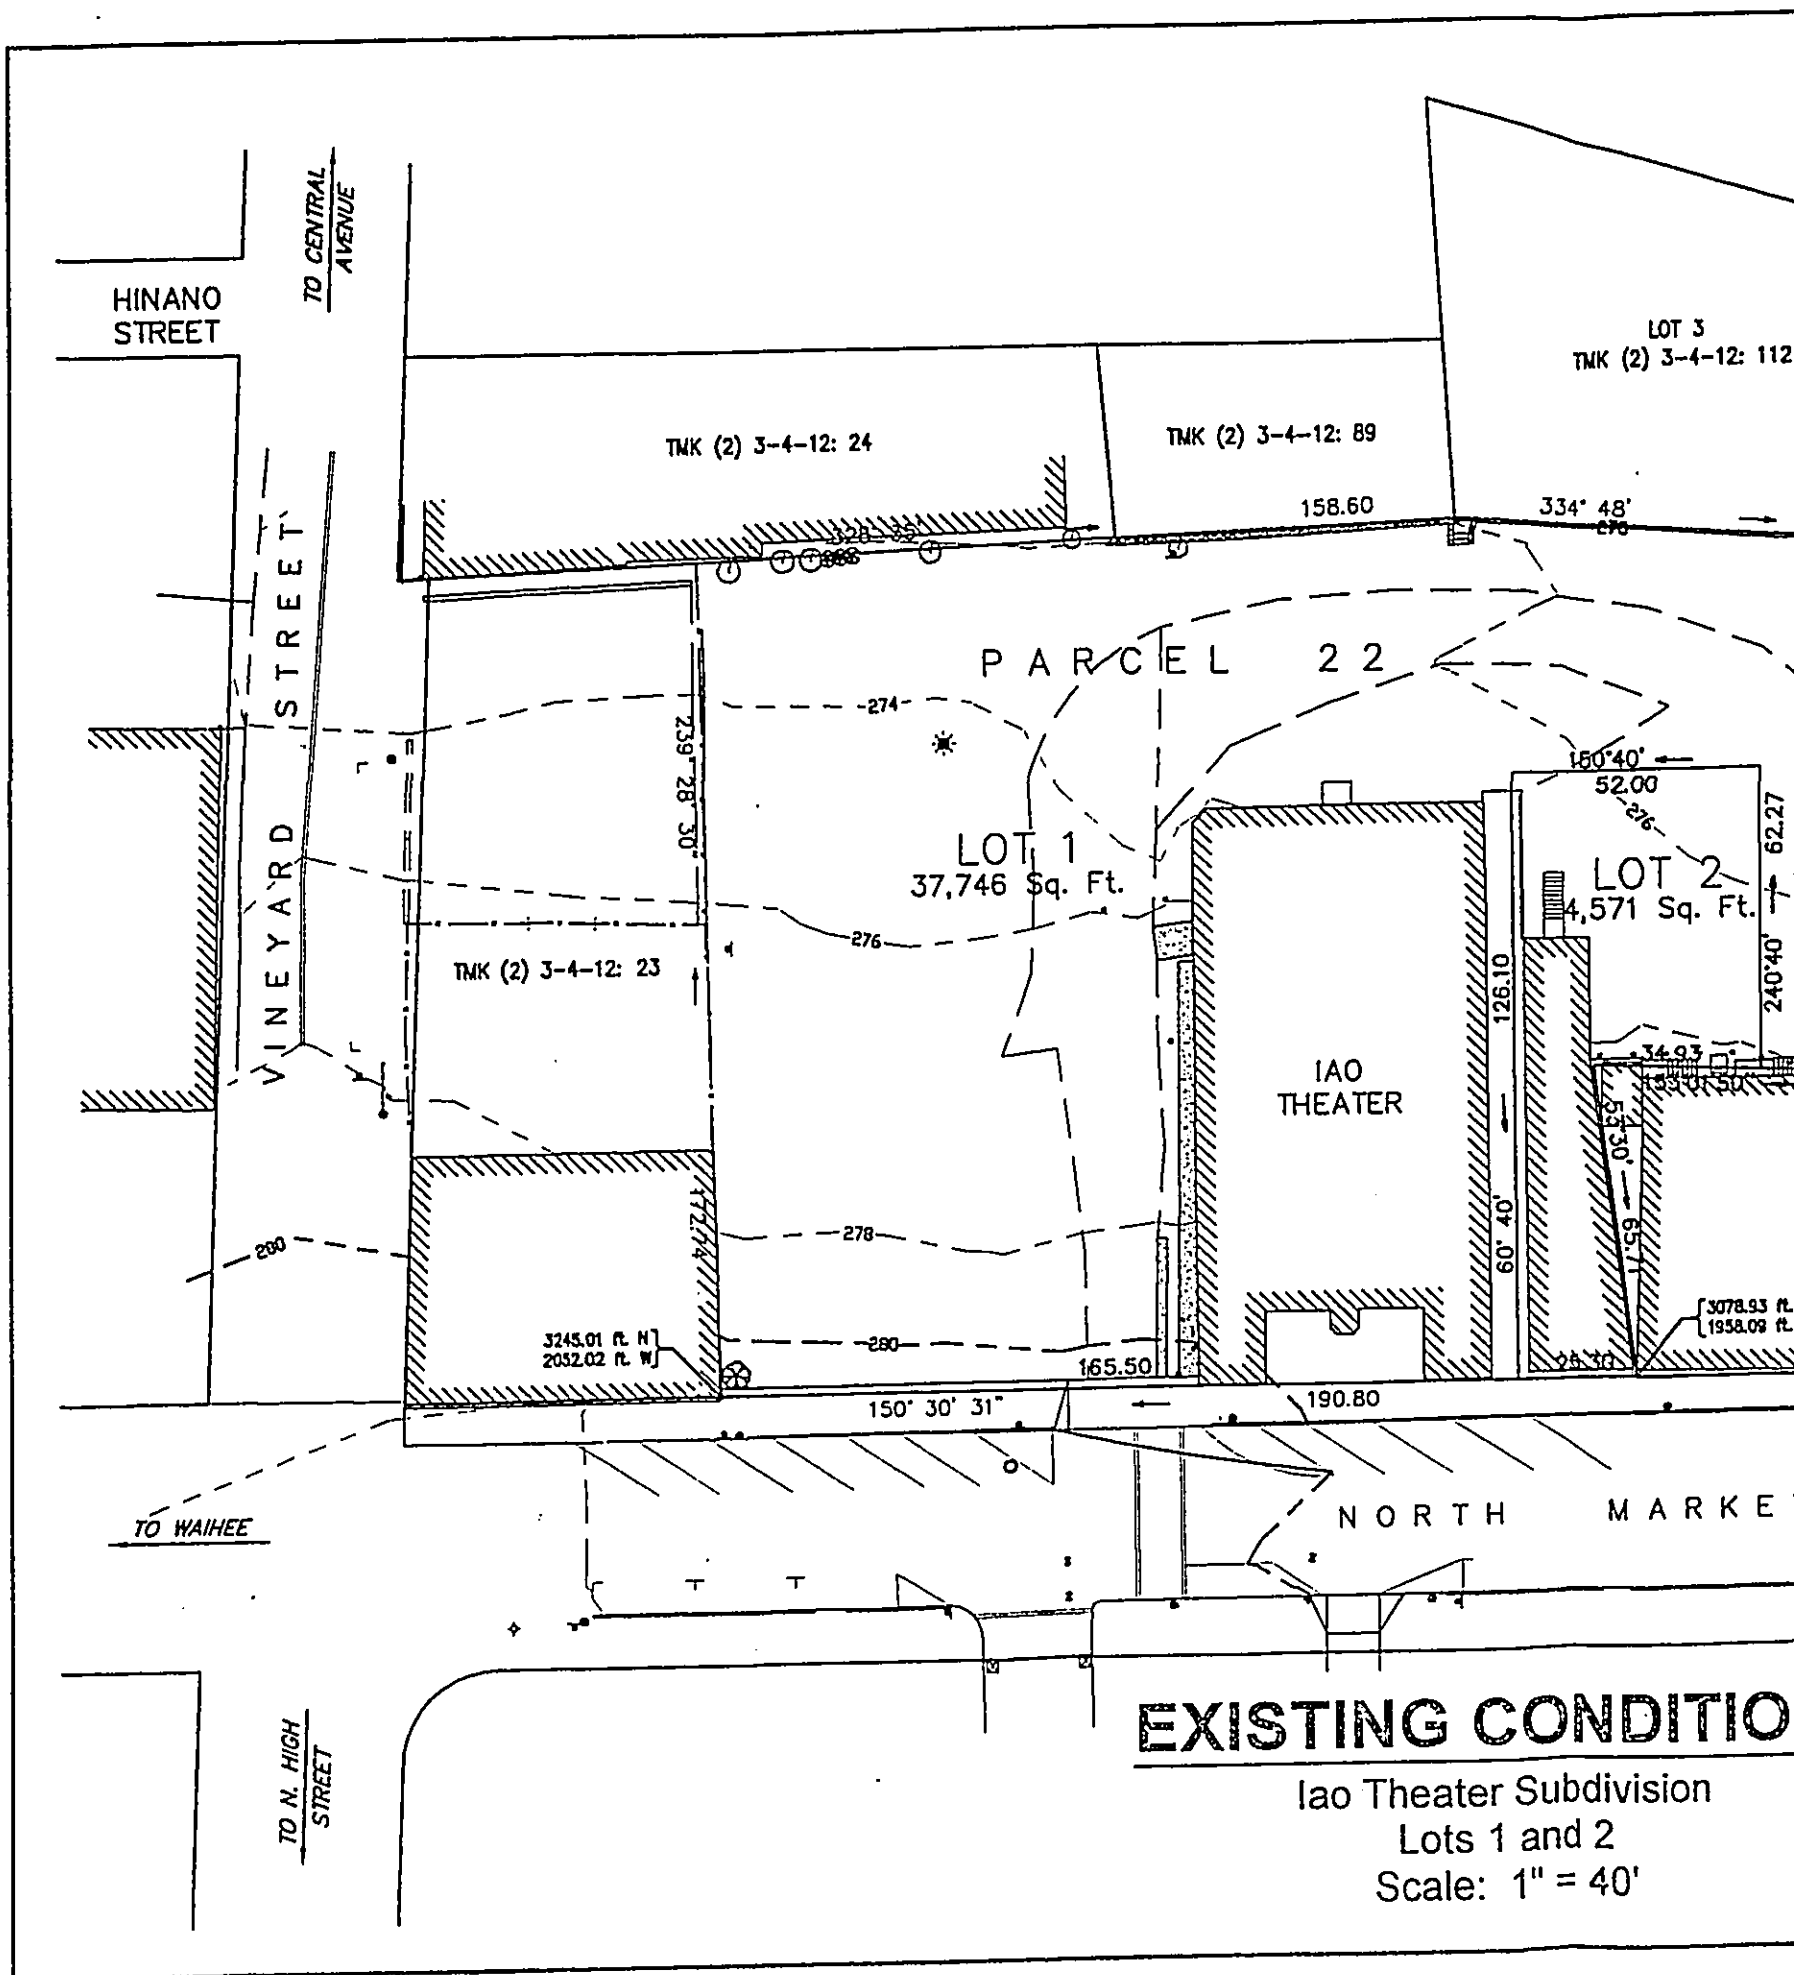 TO CENTRAL
AVENUE
HINANO
STREET
LOT 3
TMK (2) 3-4-12: 112
TMK (2) 3-4-12: 24
TMK (2) 3-4-12: 89
158.60
334° 48'
VINEYARD STREET
PARCEL 22
274
239° 28' 30"
150°40'
52.00
276
62.27
LOT 1
37,746 Sq. Ft.
LOT 2
4,571 Sq. Ft.
276
240°40'
TMK (2) 3-4-12: 23
126.10
34.93
IAO
THEATER
55° 30'
65.71
172.74
278
60° 40'
280
3245.01 ft. N
2052.02 ft. W
280
165.50
3078.93 ft.
1958.09 ft.
150° 30' 31"
190.80
NORTH MARKE
TO WAIHEE
TO N. HIGH
STREET
EXISTING CONDITIO
Iao Theater Subdivision
Lots 1 and 2
Scale: 1" = 40'